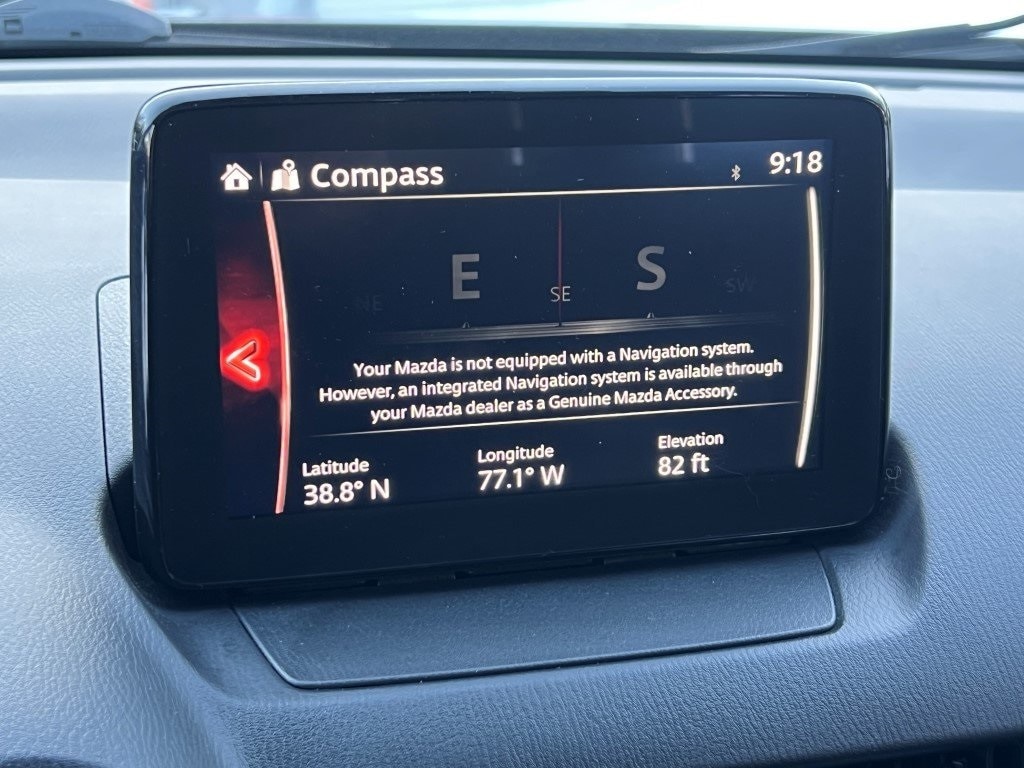 Compass 9:18
NE E SE S SW
Your Mazda is not equipped with a Navigation system.
However, an integrated Navigation system is available through
your Mazda dealer as a Genuine Mazda Accessory.
Latitude Longitude Elevation
38.8° N 77.1° W 82 ft